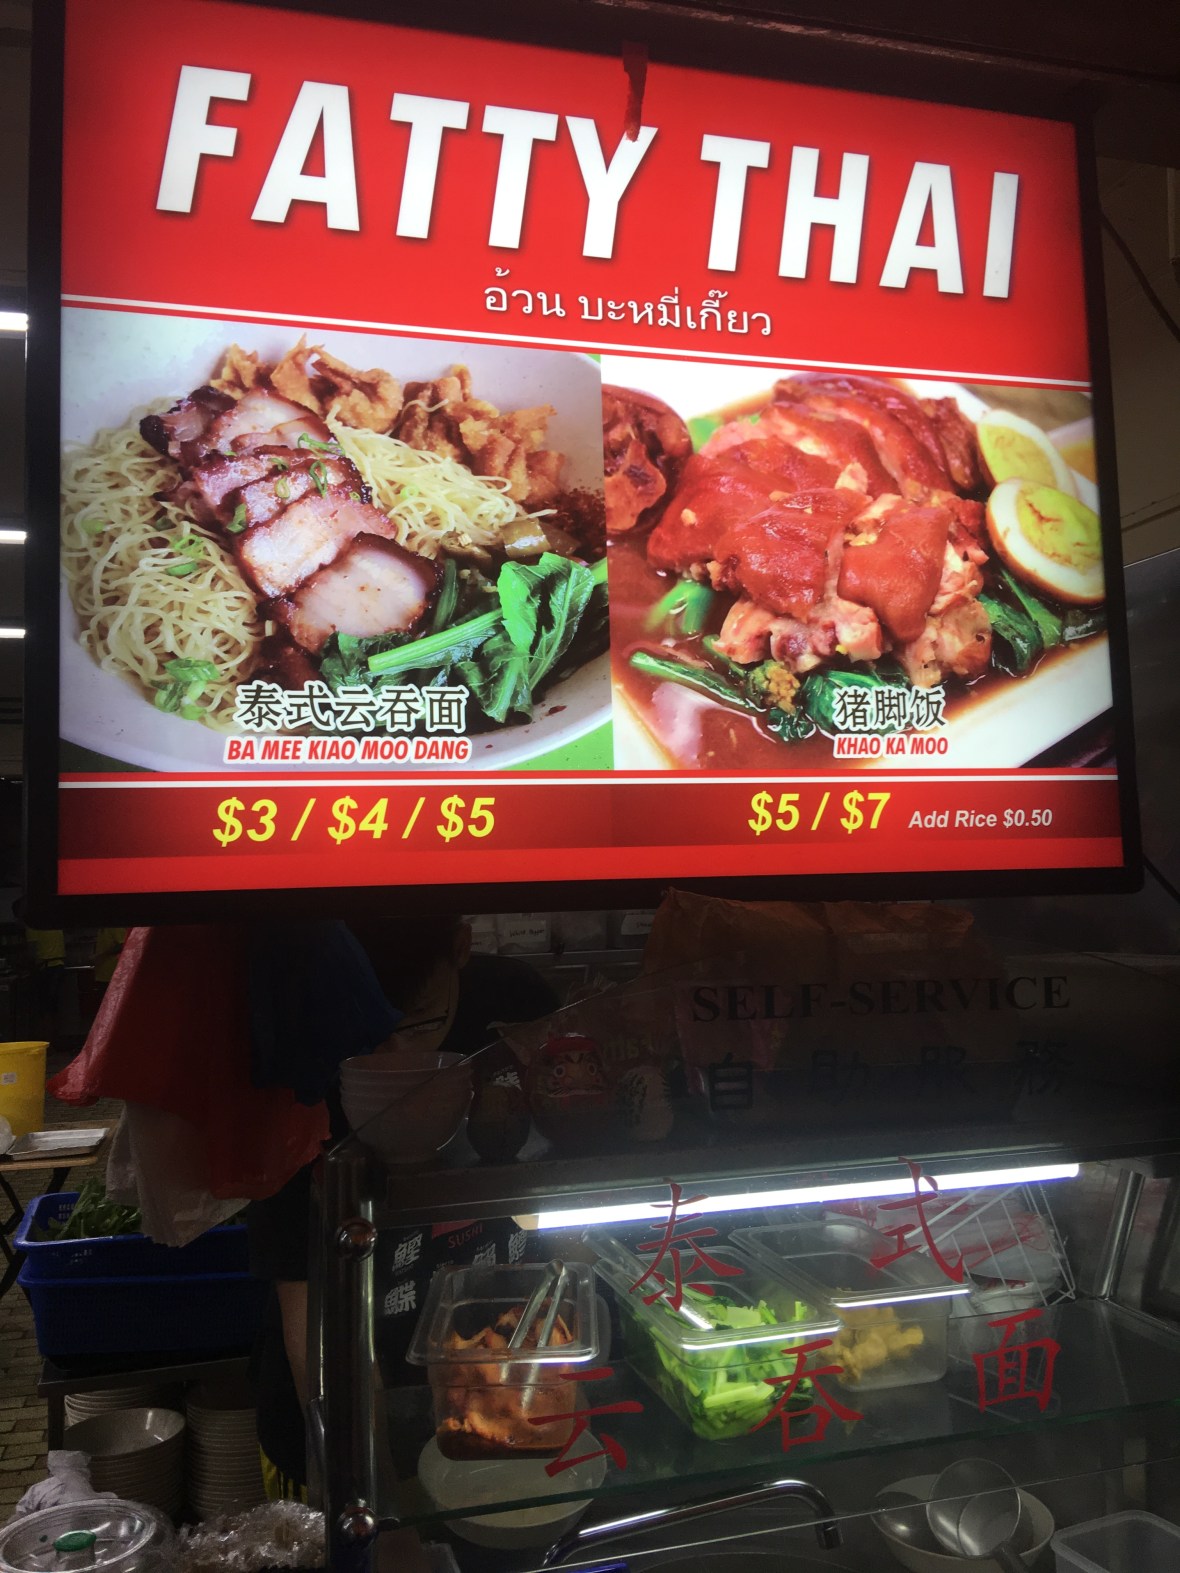 FATTY THAI
อ้วน บะหมี่เกี๊ยว
泰式云吞面
BA MEE KIAO MOO DANG
猪脚饭
KHAO KA MOO
$3 / $4 / $5
$5 / $7 Add Rice $0.50
SELF-SERVICE
自助服務
SUSHI
泰式
云吞面